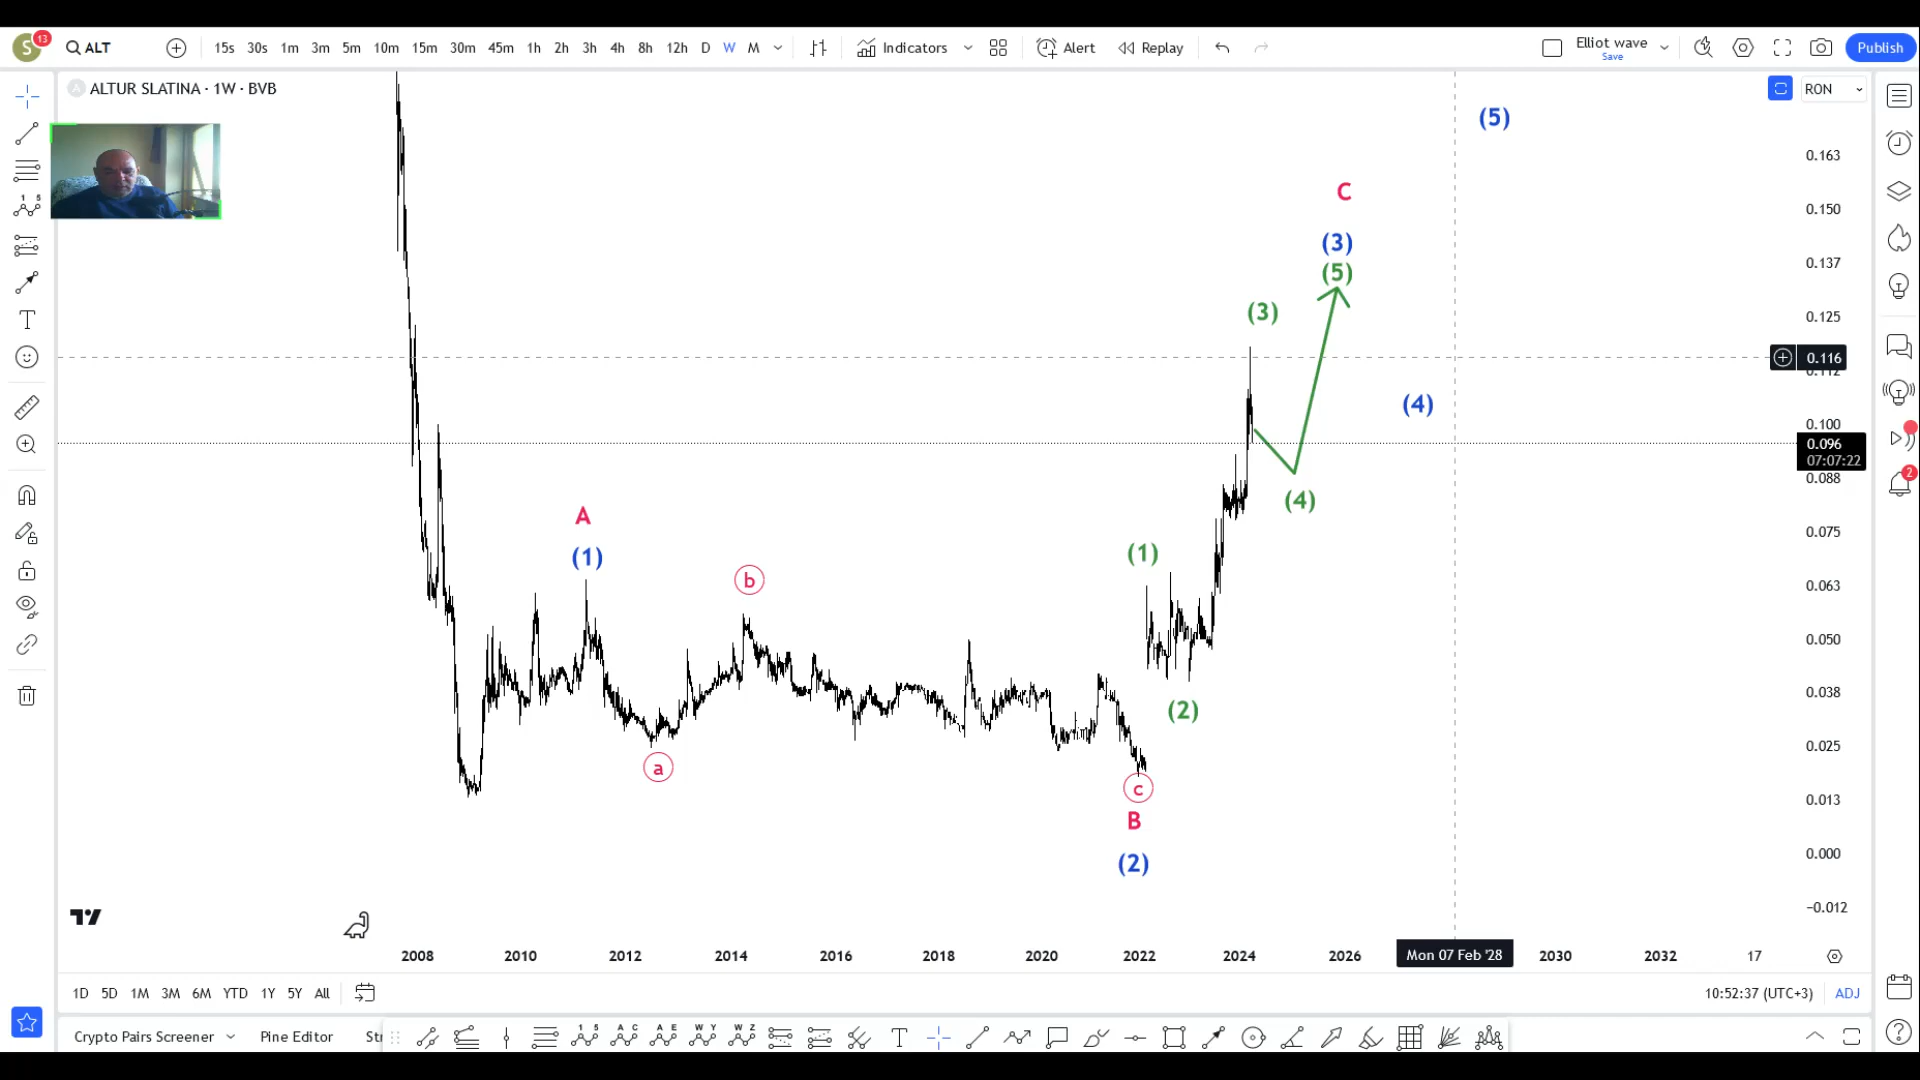 S 13 ALT 15s 30s 1m 3m 5m 10m 15m 30m 45m 1h 2h 3h 4h 8h 12h D W M Indicators Alert Replay Elliot wave Publish
Save
ALTUR SLATINA · 1W · BVB RON
(5)
0.163
C
0.150
(3)
0.137
(5)
(3)
0.125
0.116
0.112
(4)
0.100
0.096
07:07:22
2
0.088
(4)
A
0.075
(1)
(1)
b
0.063
0.050
0.038
(2)
0.025
a
c
0.013
B
0.000
(2)
−0.012
2008 2010 2012 2014 2016 2018 2020 2022 2024 2026 Mon 07 Feb '28 2030 2032 17
1D 5D 1M 3M 6M YTD 1Y 5Y All 10:52:37 (UTC+3) ADJ
Crypto Pairs Screener Pine Editor Str